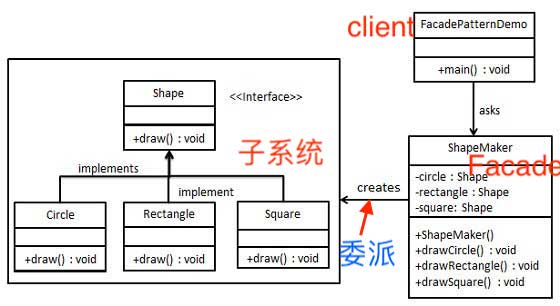 client
FacadePatternDemo
+main() : void
asks
Shape
<<Interface>>
+draw() : void
子系统
implements
implement
Circle
+draw() : void
Rectangle
+draw() : void
Square
+draw() : void
creates
委派
ShapeMaker
Facade
-circle : Shape
-rectangle : Shape
-square: Shape
+ShapeMaker()
+drawCircle() : void
+drawRectangle() : void
+drawSquare() : void